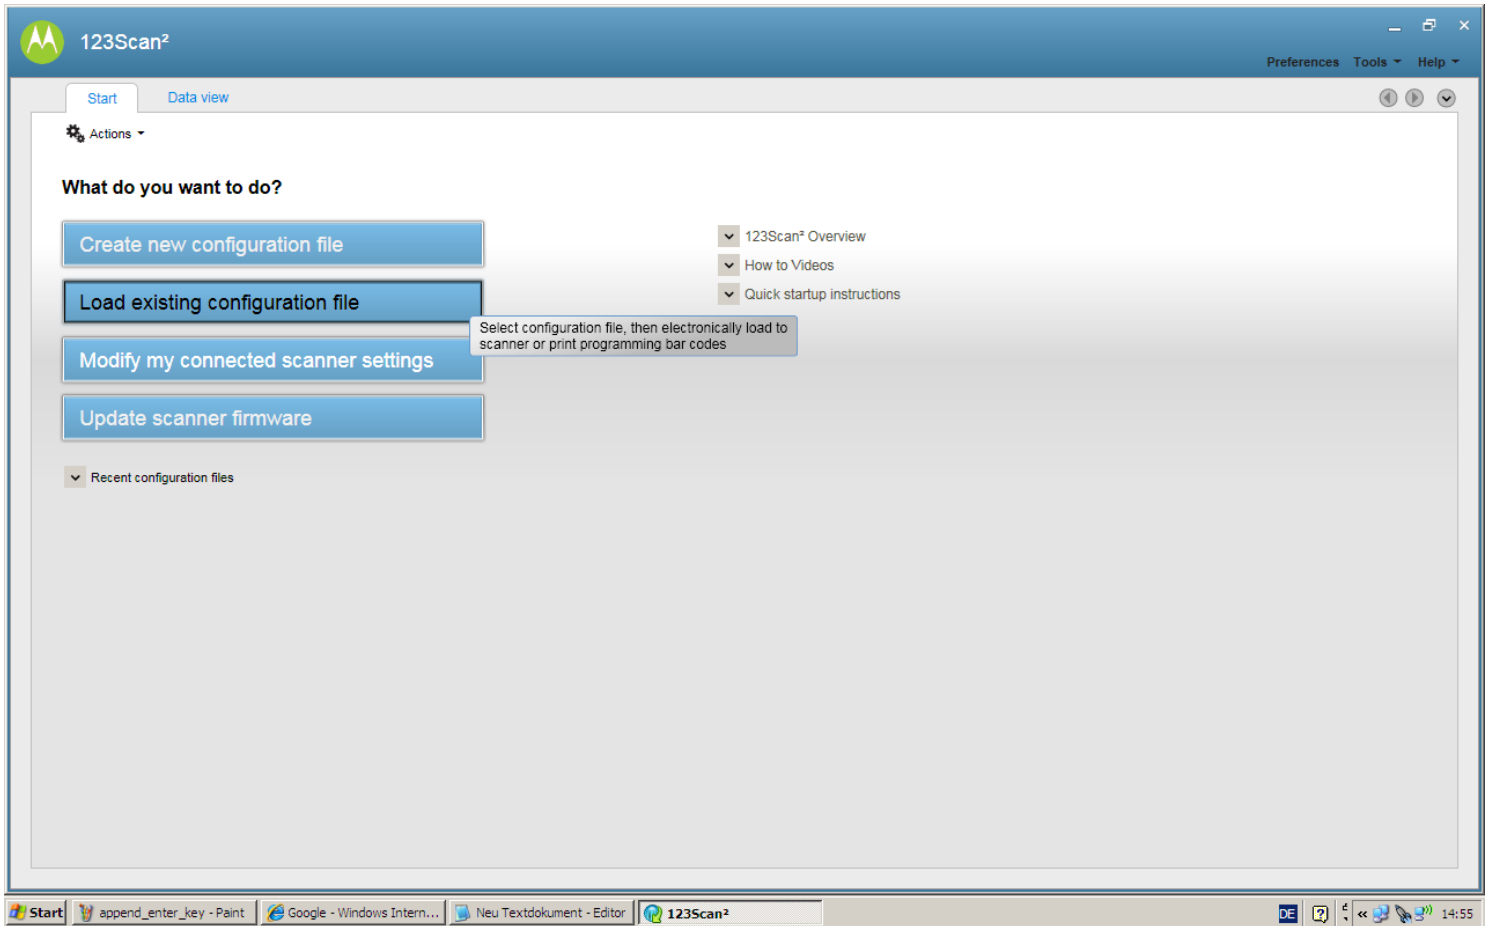 123Scan²
Preferences Tools Help
Start Data view
Actions
What do you want to do?
Create new configuration file
Load existing configuration file
Modify my connected scanner settings
Update scanner firmware
Recent configuration files
123Scan² Overview
How to Videos
Quick startup instructions
Select configuration file, then electronically load to
scanner or print programming bar codes
Start append_enter_key - Paint Google - Windows Intern... Neu Textdokument - Editor 123Scan² DE 14:55